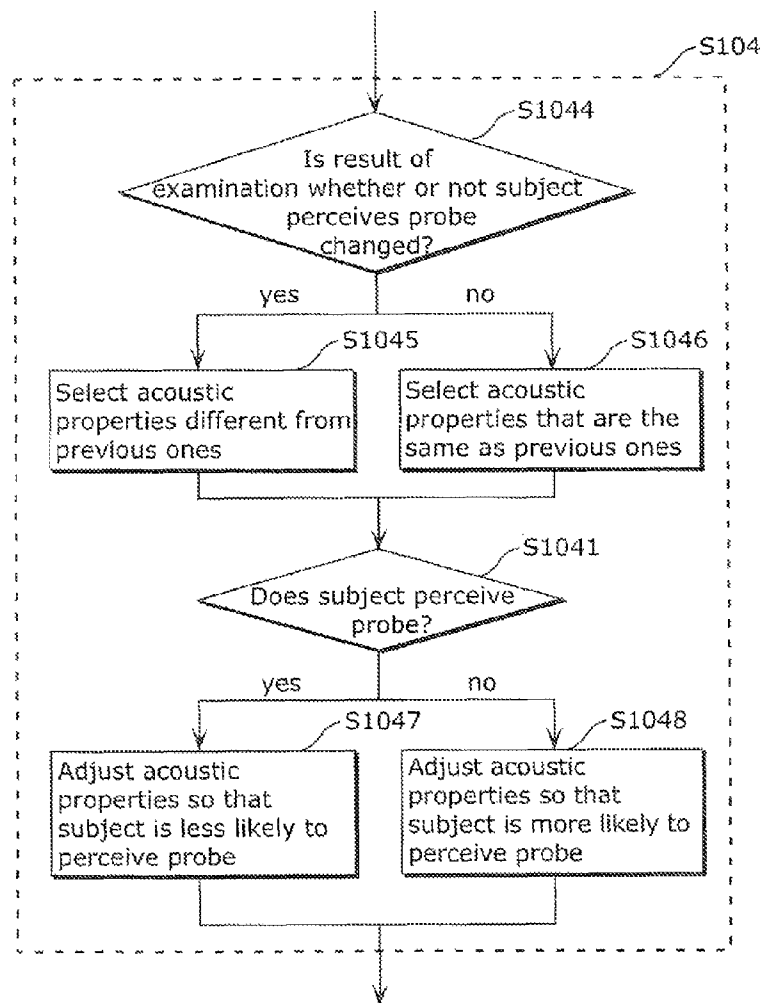 S104
S1044
Is result of
examination whether or not subject
perceives probe
changed?
yes
no
S1045
S1046
Select acoustic
properties different from
previous ones
Select acoustic
properties that are the
same as previous ones
S1041
Does subject perceive
probe?
yes
no
S1047
S1048
Adjust acoustic
properties so that
subject is less likely to
perceive probe
Adjust acoustic
properties so that
subject is more likely to
perceive probe